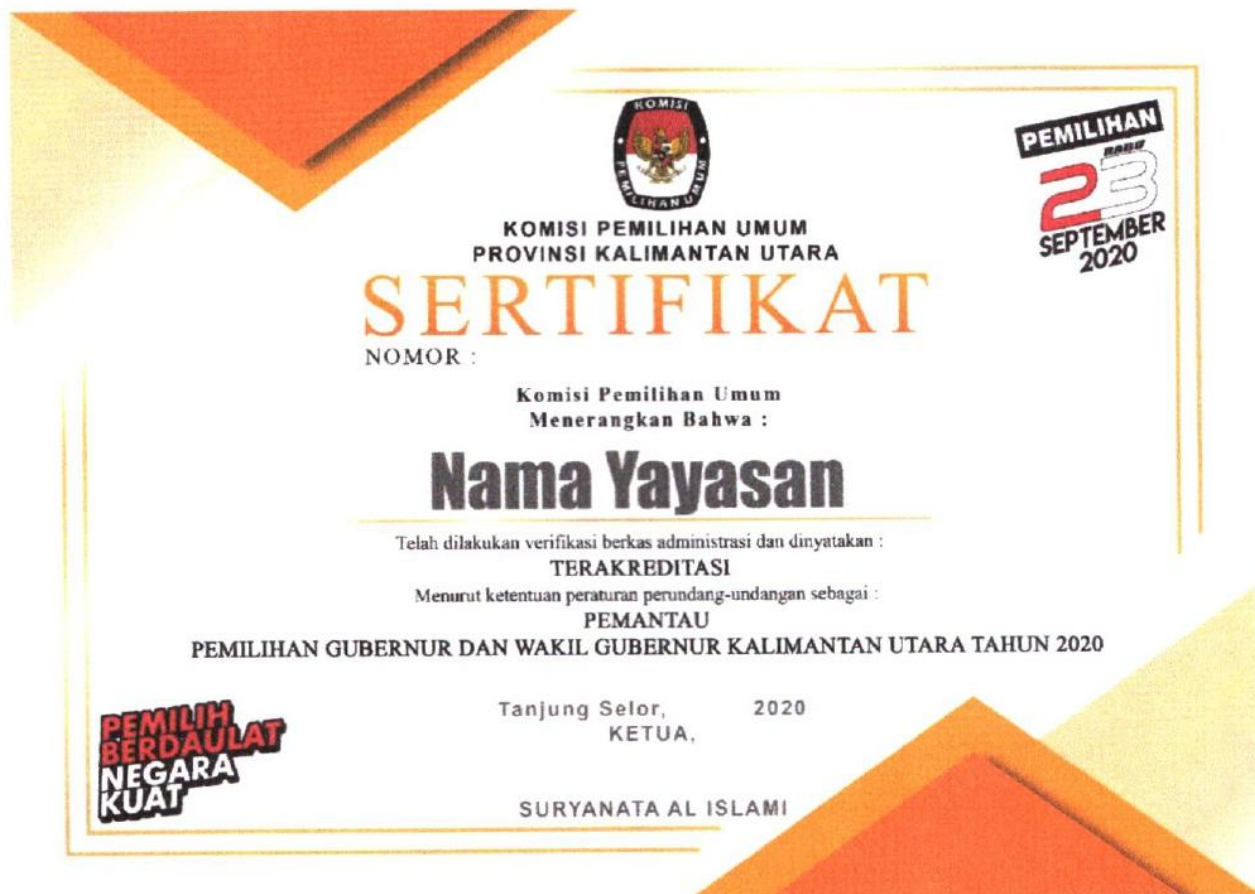 KOMISI
PEMILIHAN UMUM
KOMISI PEMILIHAN UMUM
PROVINSI KALIMANTAN UTARA
PEMILIHAN
RABU
23
SEPTEMBER
2020
SERTIFIKAT
NOMOR :
Komisi Pemilihan Umum
Menerangkan Bahwa :
Nama Yayasan
Telah dilakukan verifikasi berkas administrasi dan dinyatakan :
TERAKREDITASI
Menurut ketentuan peraturan perundang-undangan sebagai :
PEMANTAU
PEMILIHAN GUBERNUR DAN WAKIL GUBERNUR KALIMANTAN UTARA TAHUN 2020
Tanjung Selor, 2020
KETUA,
SURYANATA AL ISLAMI
PEMILIH
BERDAULAT
NEGARA
KUAT